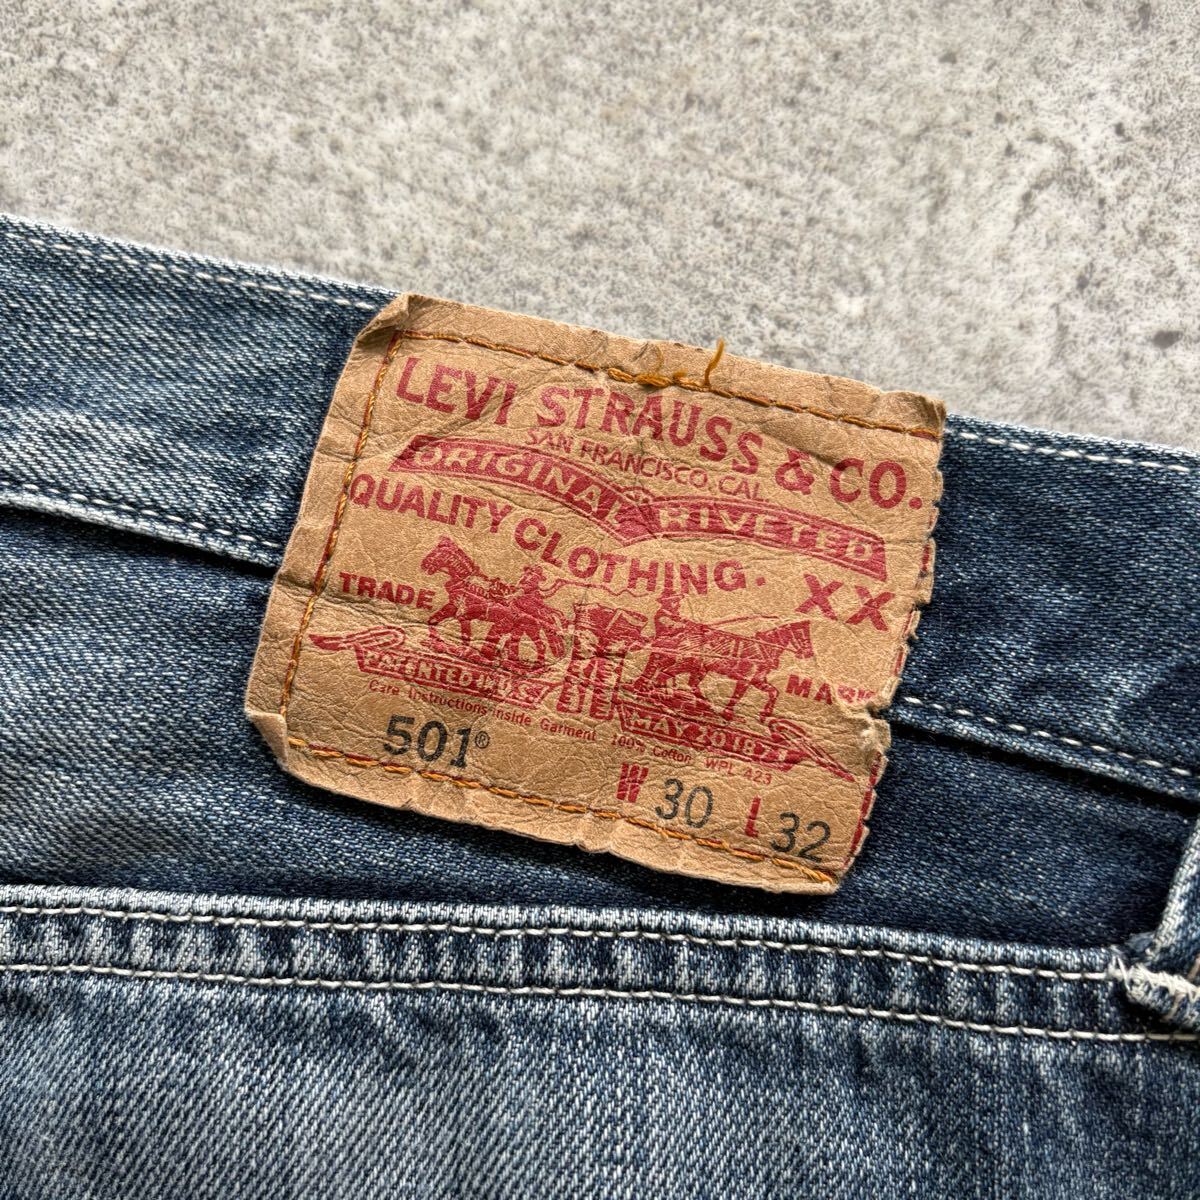 LEVI STRAUSS & CO.
SAN FRANCISCO, CAL.
ORIGINAL RIVETED
QUALITY CLOTHING.
XX
TRADE MARK
PATENTED IN U.S.
MAY 20 1873
Care Instructions inside Garment 100% Cotton WPL 423
501®
W 30 L 32